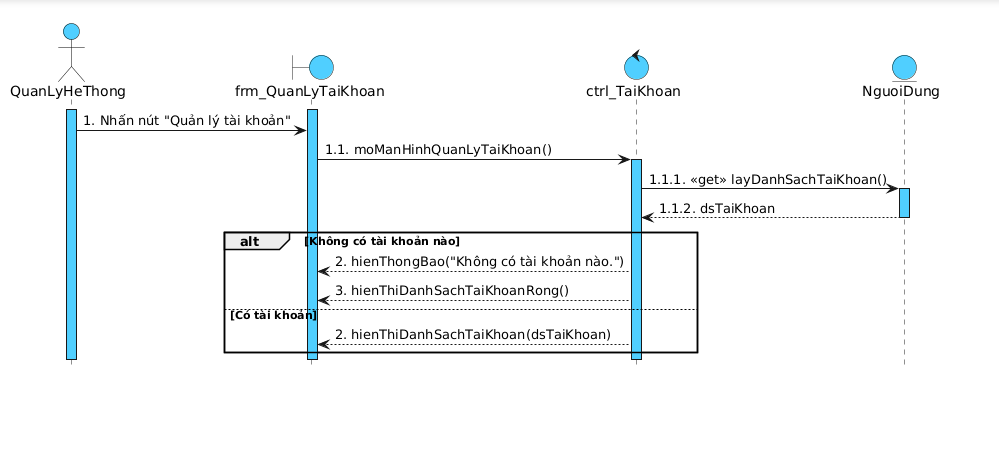 QuanLyHeThong
frm_QuanLyTaiKhoan
ctrl_TaiKhoan
NguoiDung
1. Nhấn nút "Quản lý tài khoản"
1.1. moManHinhQuanLyTaiKhoan()
1.1.1. «get» layDanhSachTaiKhoan()
1.1.2. dsTaiKhoan
alt [Không có tài khoản nào]
2. hienThongBao("Không có tài khoản nào.")
3. hienThiDanhSachTaiKhoanRong()
[Có tài khoản]
2. hienThiDanhSachTaiKhoan(dsTaiKhoan)